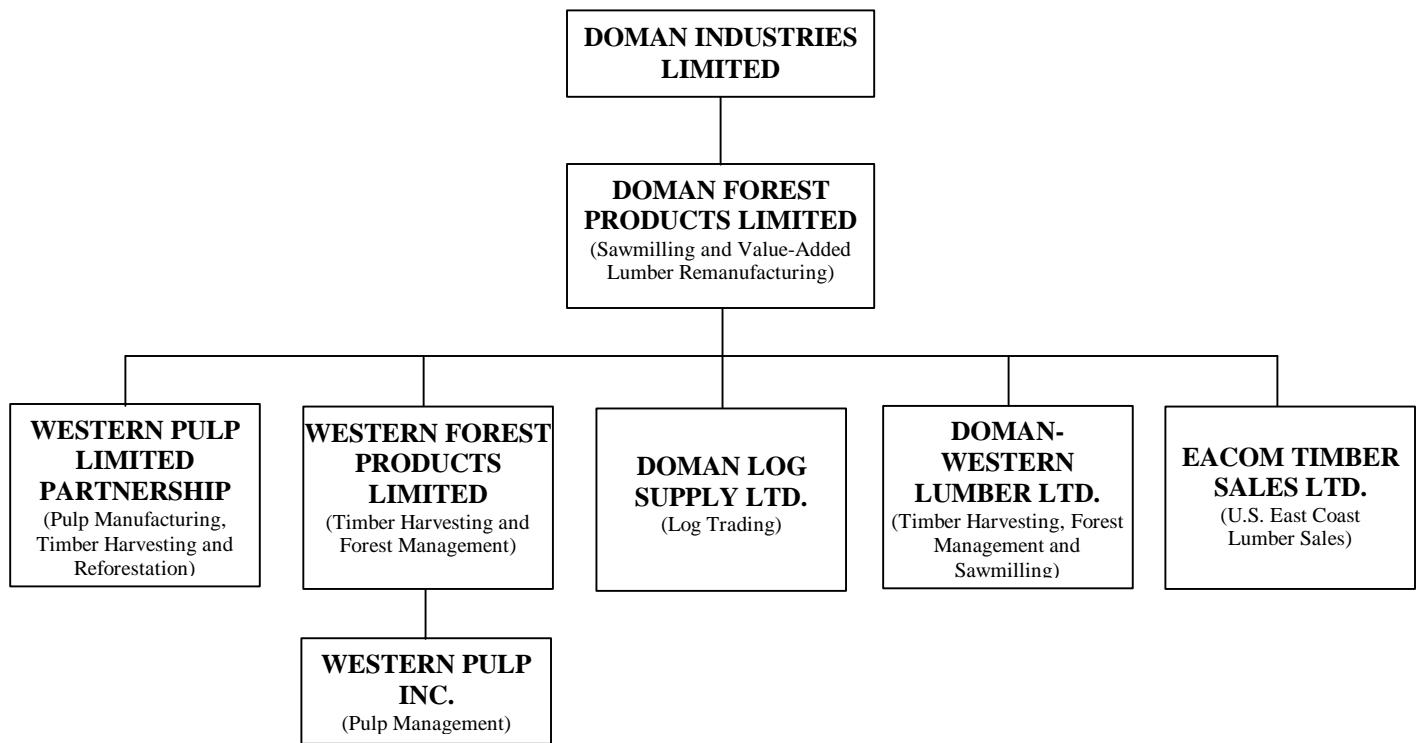 DOMAN INDUSTRIES
LIMITED
DOMAN FOREST
PRODUCTS LIMITED
(Sawmilling and Value-Added
Lumber Remanufacturing)
WESTERN PULP
LIMITED
PARTNERSHIP
(Pulp Manufacturing,
Timber Harvesting and
Reforestation)
WESTERN FOREST
PRODUCTS
LIMITED
(Timber Harvesting and
Forest Management)
DOMAN LOG
SUPPLY LTD.
(Log Trading)
DOMAN-
WESTERN
LUMBER LTD.
(Timber Harvesting, Forest
Management and
Sawmilling)
EACOM TIMBER
SALES LTD.
(U.S. East Coast
Lumber Sales)
WESTERN PULP
INC.
(Pulp Management)